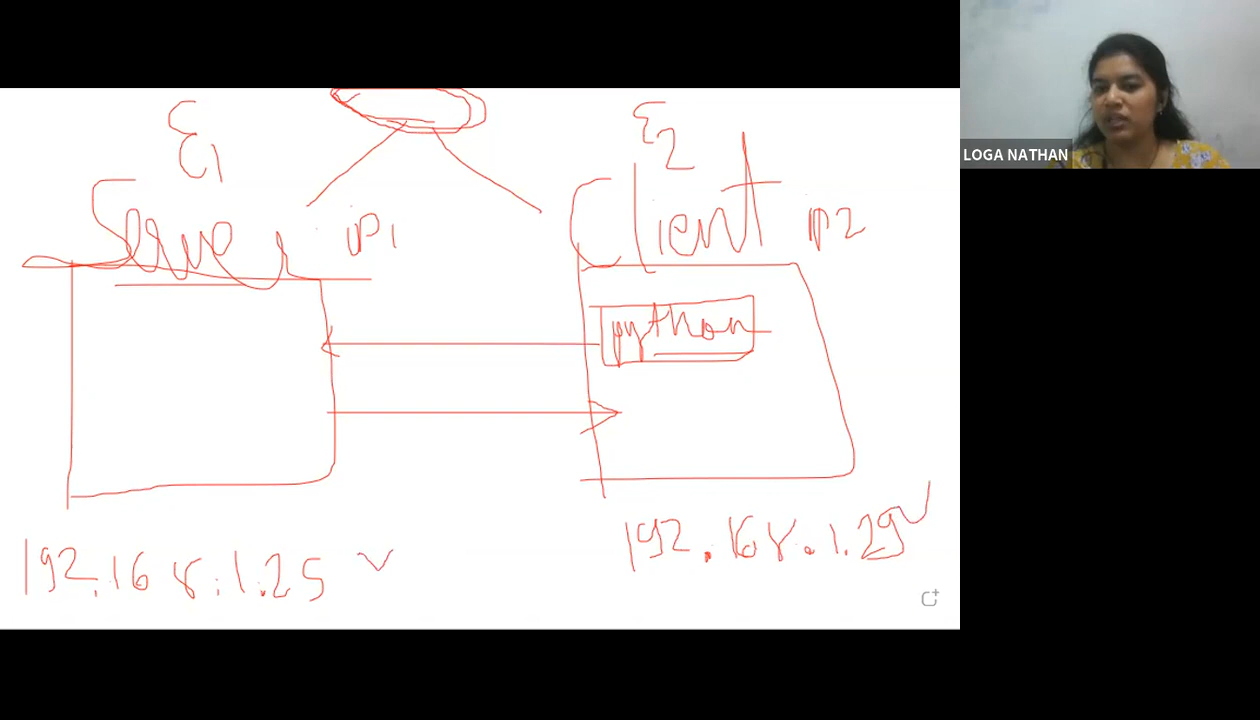 E1
E2
Server
IP1
Client
IP2
python
192.168.1.25
192.168.1.29
LOGA NATHAN